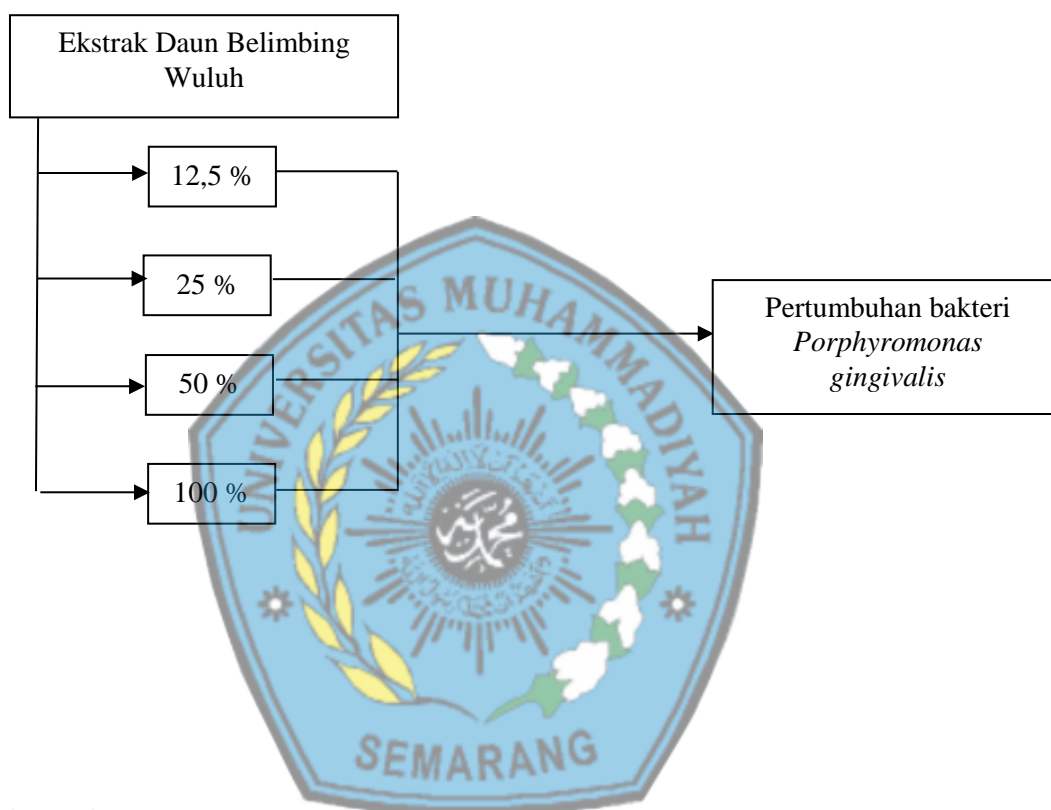 Ekstrak Daun Belimbing
Wuluh
12,5 %
25 %
50 %
100 %
Pertumbuhan bakteri
Porphyromonas
gingivalis
UNIVERSITAS MUHAMMADIYAH
SEMARANG